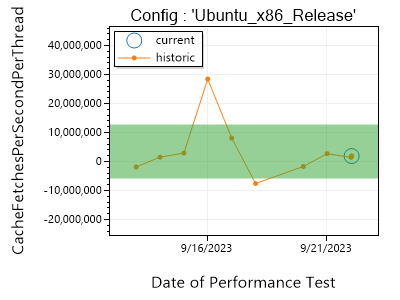 Config : 'Ubuntu_x86_Release'
CacheFetchesPerSecondPerThread
current
historic
40,000,000
30,000,000
20,000,000
10,000,000
0
-10,000,000
-20,000,000
9/16/2023
9/21/2023
Date of Performance Test